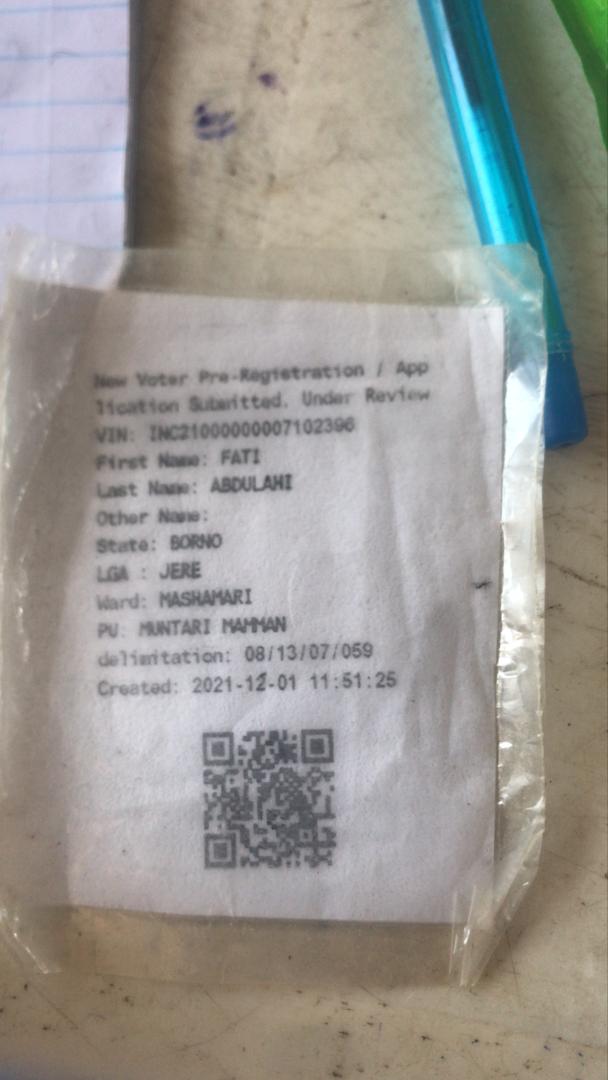 New Voter Pre-Registration / App
lication Submitted. Under Review
VIN: INC21000000007102396
First Name: FATI
Last Name: ABDULAHI
Other Name:
State: BORNO
LGA : JERE
Ward: MASHAMARI
PU: MUNTARI MAMMAN
delimitation: 08/13/07/059
Created: 2021-12-01 11:51:25